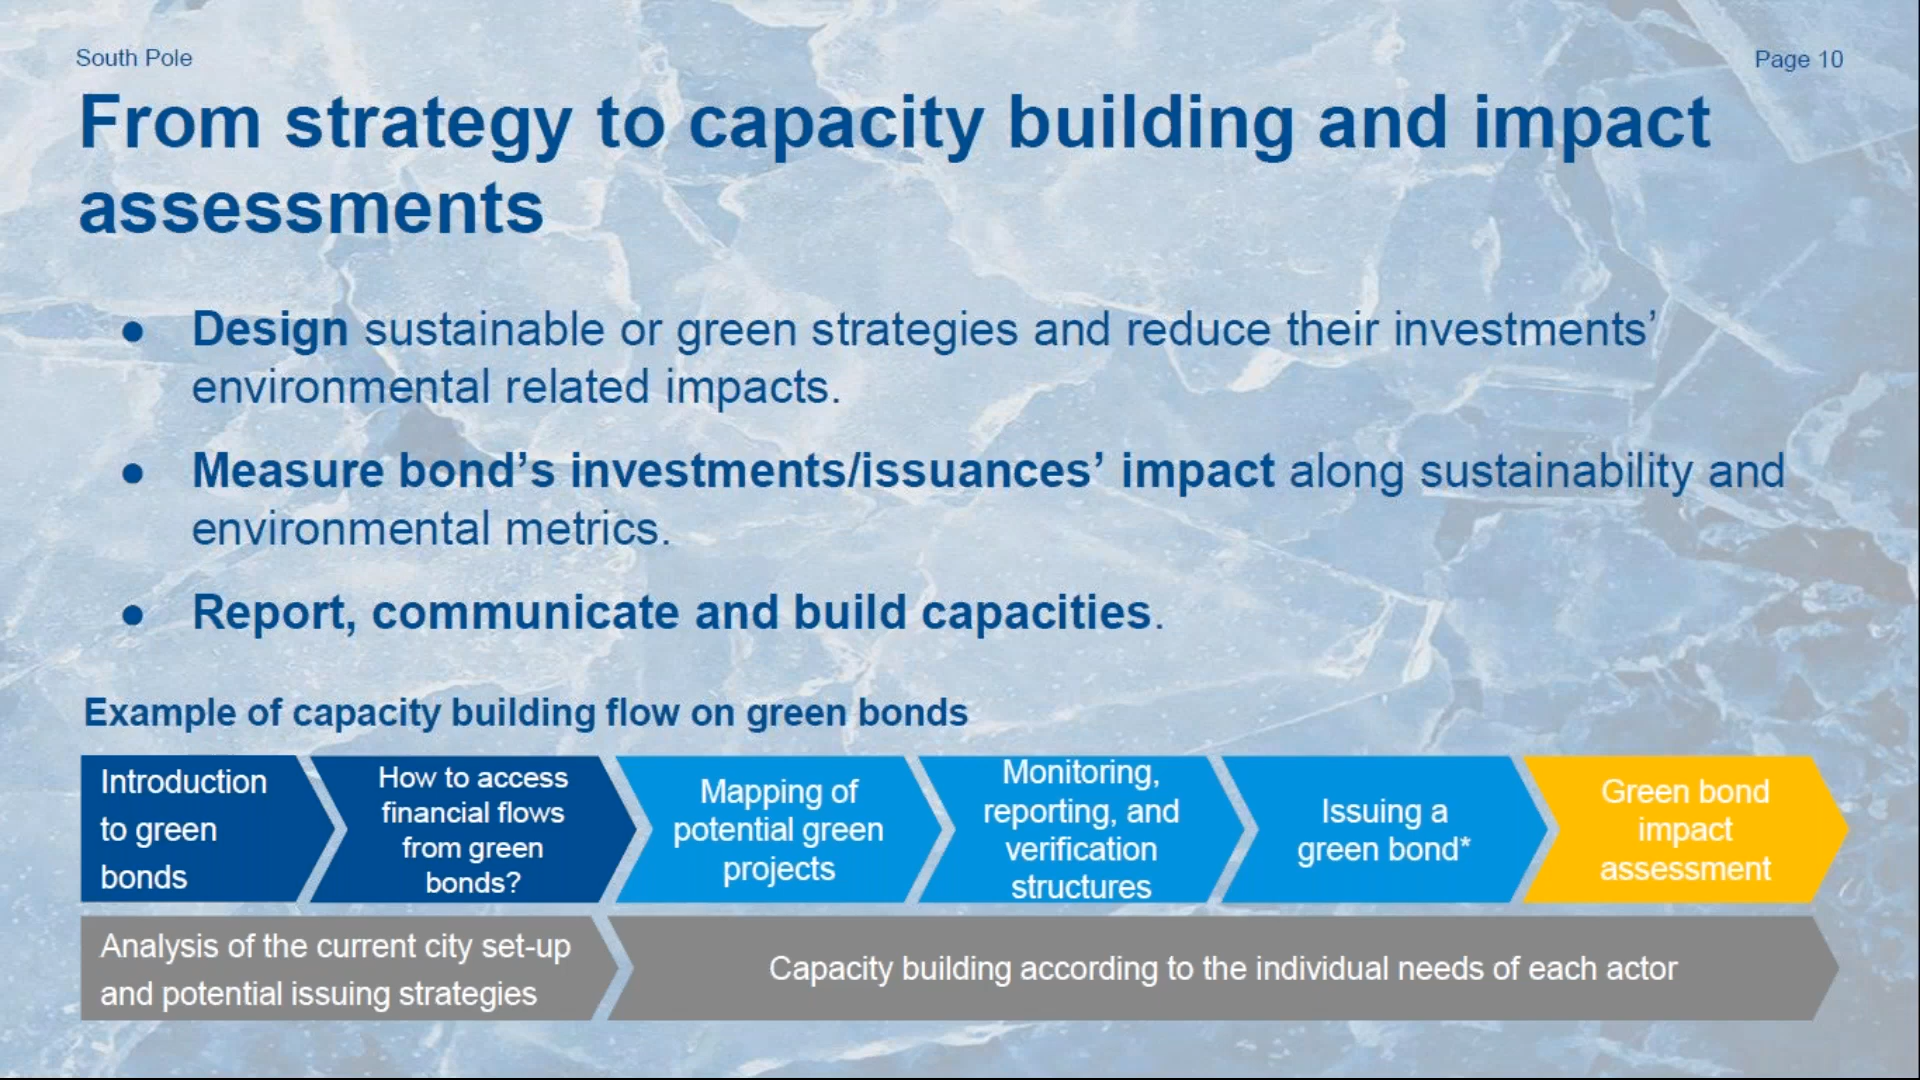 South Pole
Page 10
From strategy to capacity building and impact
assessments
● Design sustainable or green strategies and reduce their investments’
environmental related impacts.
● Measure bond’s investments/issuances’ impact along sustainability and
environmental metrics.
● Report, communicate and build capacities.
Example of capacity building flow on green bonds
Introduction
to green
bonds
How to access
financial flows
from green
bonds?
Mapping of
potential green
projects
Monitoring,
reporting, and
verification
structures
Issuing a
green bond*
Green bond
impact
assessment
Analysis of the current city set-up
and potential issuing strategies
Capacity building according to the individual needs of each actor